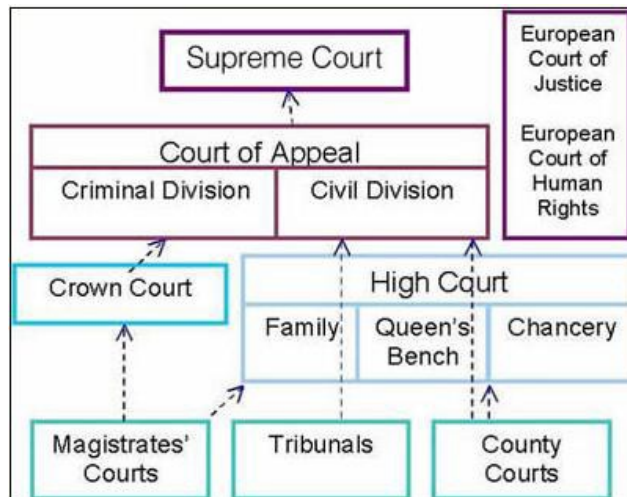 Supreme Court
European
Court of
Justice
European
Court of
Human
Rights
Court of Appeal
Criminal Division
Civil Division
Crown Court
High Court
Family
Queen's
Bench
Chancery
Magistrates'
Courts
Tribunals
County
Courts